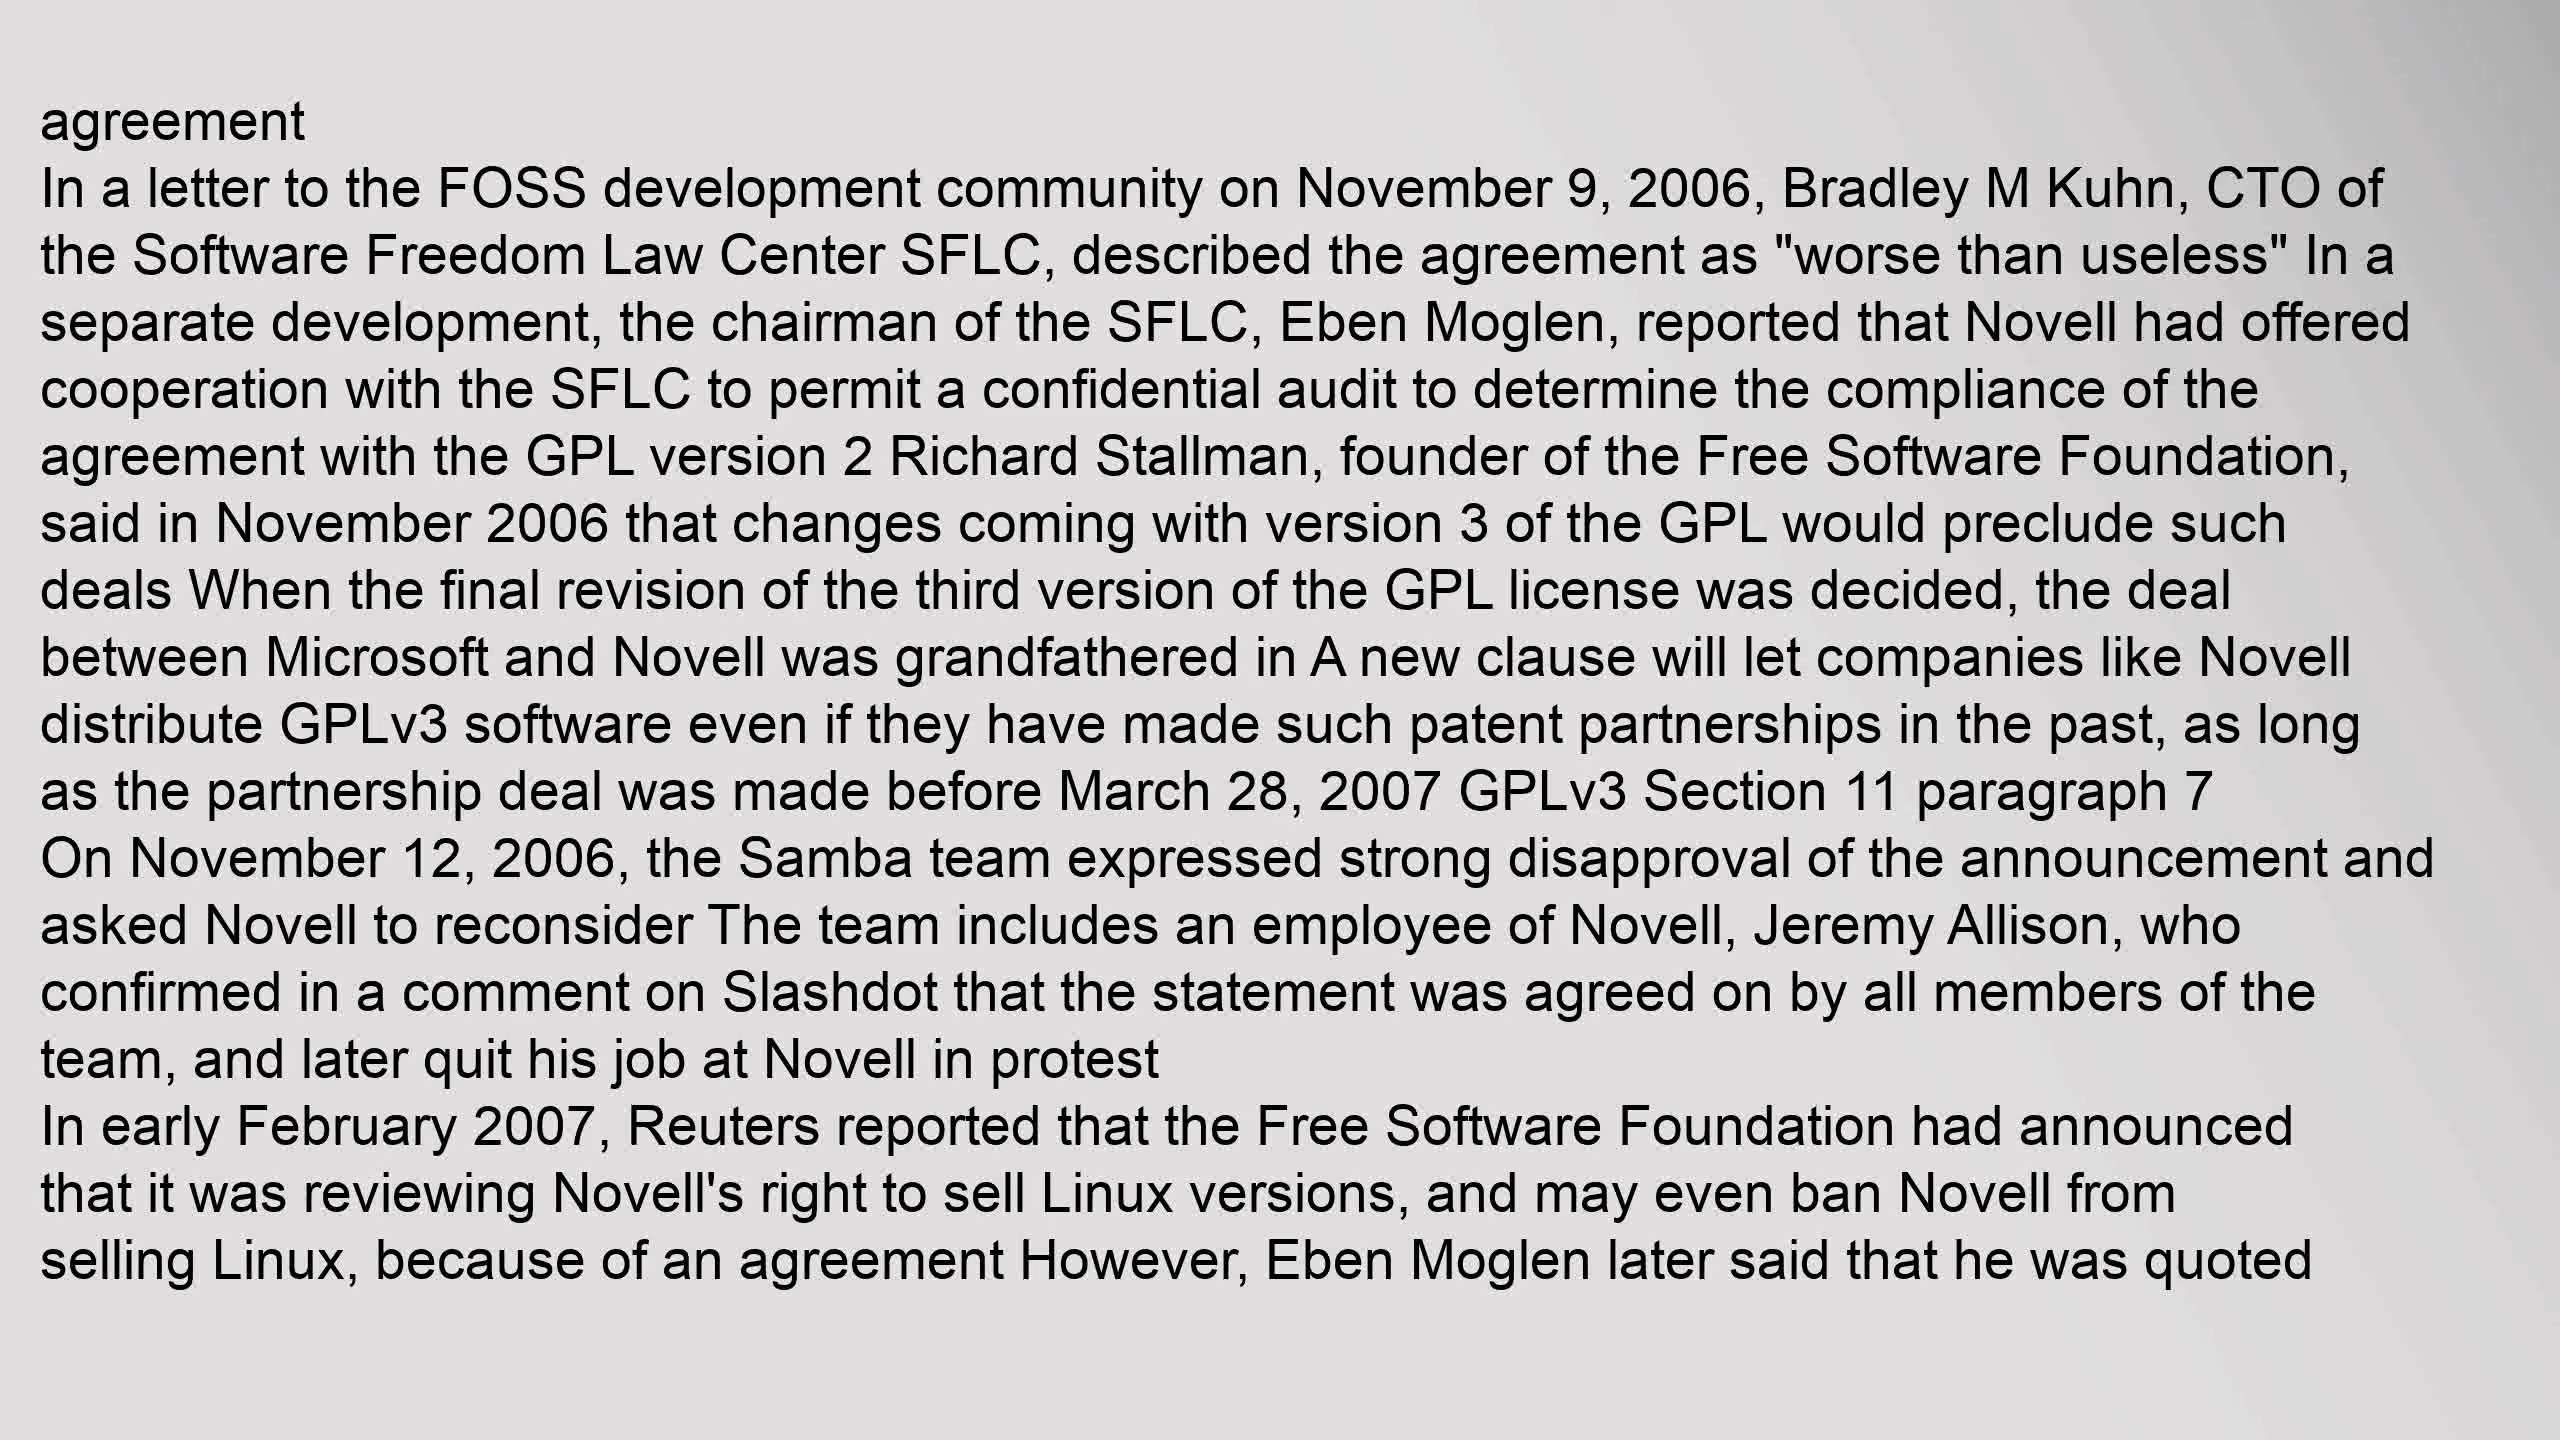 agreement
In a letter to the FOSS development community on November 9, 2006, Bradley M Kuhn, CTO of
the Software Freedom Law Center SFLC, described the agreement as "worse than useless" In a
separate development, the chairman of the SFLC, Eben Moglen, reported that Novell had offered
cooperation with the SFLC to permit a confidential audit to determine the compliance of the
agreement with the GPL version 2 Richard Stallman, founder of the Free Software Foundation,
said in November 2006 that changes coming with version 3 of the GPL would preclude such
deals When the final revision of the third version of the GPL license was decided, the deal
between Microsoft and Novell was grandfathered in A new clause will let companies like Novell
distribute GPLv3 software even if they have made such patent partnerships in the past, as long
as the partnership deal was made before March 28, 2007 GPLv3 Section 11 paragraph 7
On November 12, 2006, the Samba team expressed strong disapproval of the announcement and
asked Novell to reconsider The team includes an employee of Novell, Jeremy Allison, who
confirmed in a comment on Slashdot that the statement was agreed on by all members of the
team, and later quit his job at Novell in protest
In early February 2007, Reuters reported that the Free Software Foundation had announced
that it was reviewing Novell's right to sell Linux versions, and may even ban Novell from
selling Linux, because of an agreement However, Eben Moglen later said that he was quoted